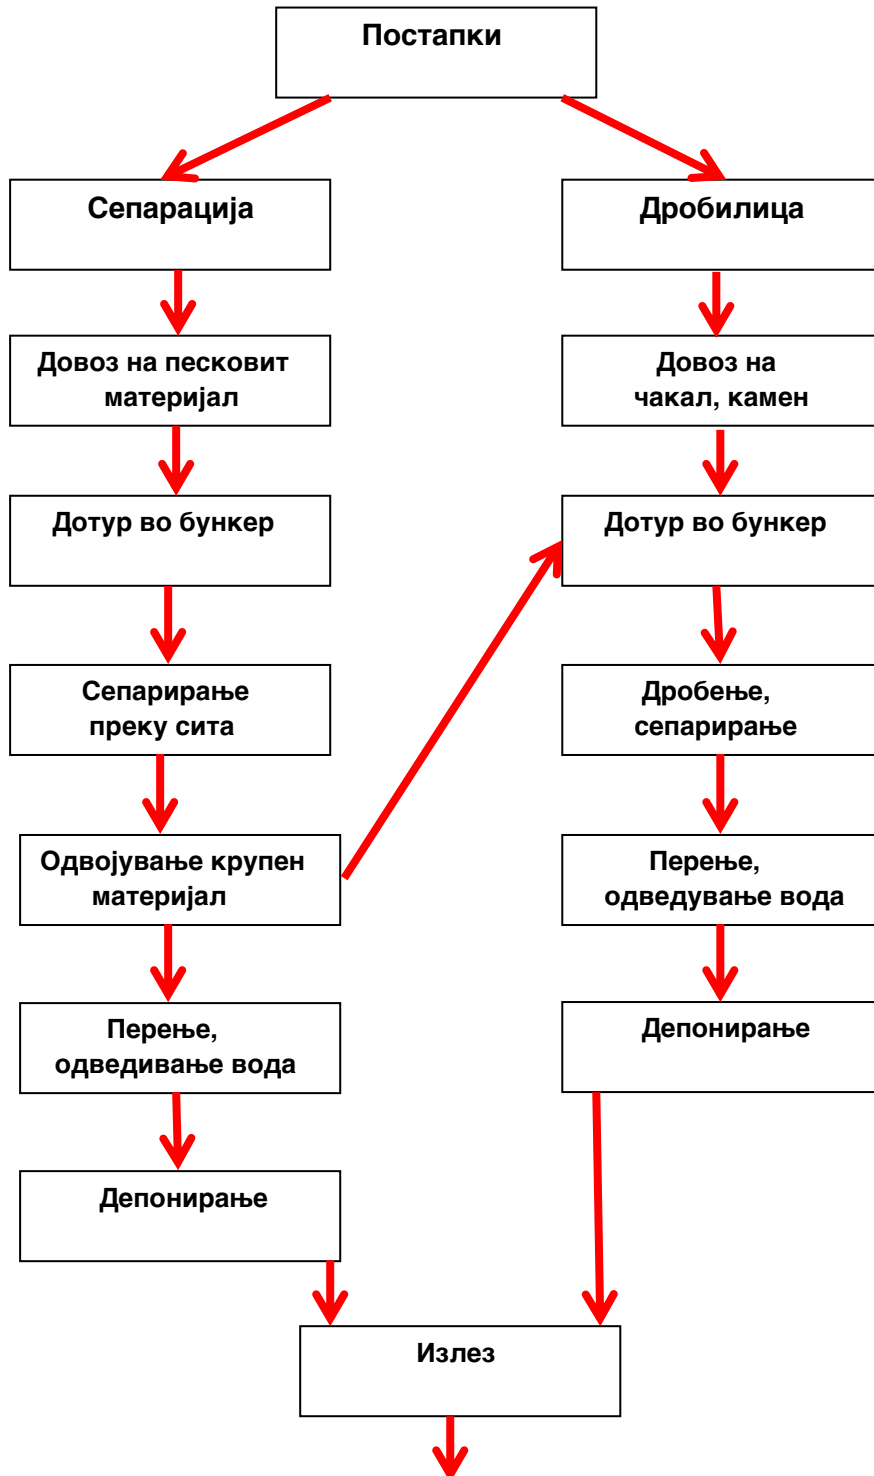 Постапки
Сепарација
Дробилица
Довоз на песковит
материјал
Довоз на
чакал, камен
Дотур во бункер
Дотур во бункер
Сепарирање
преку сита
Дробење,
сепарирање
Одвојување крупен
материјал
Перење,
одведување вода
Перење,
одведивање вода
Депонирање
Депонирање
Излез